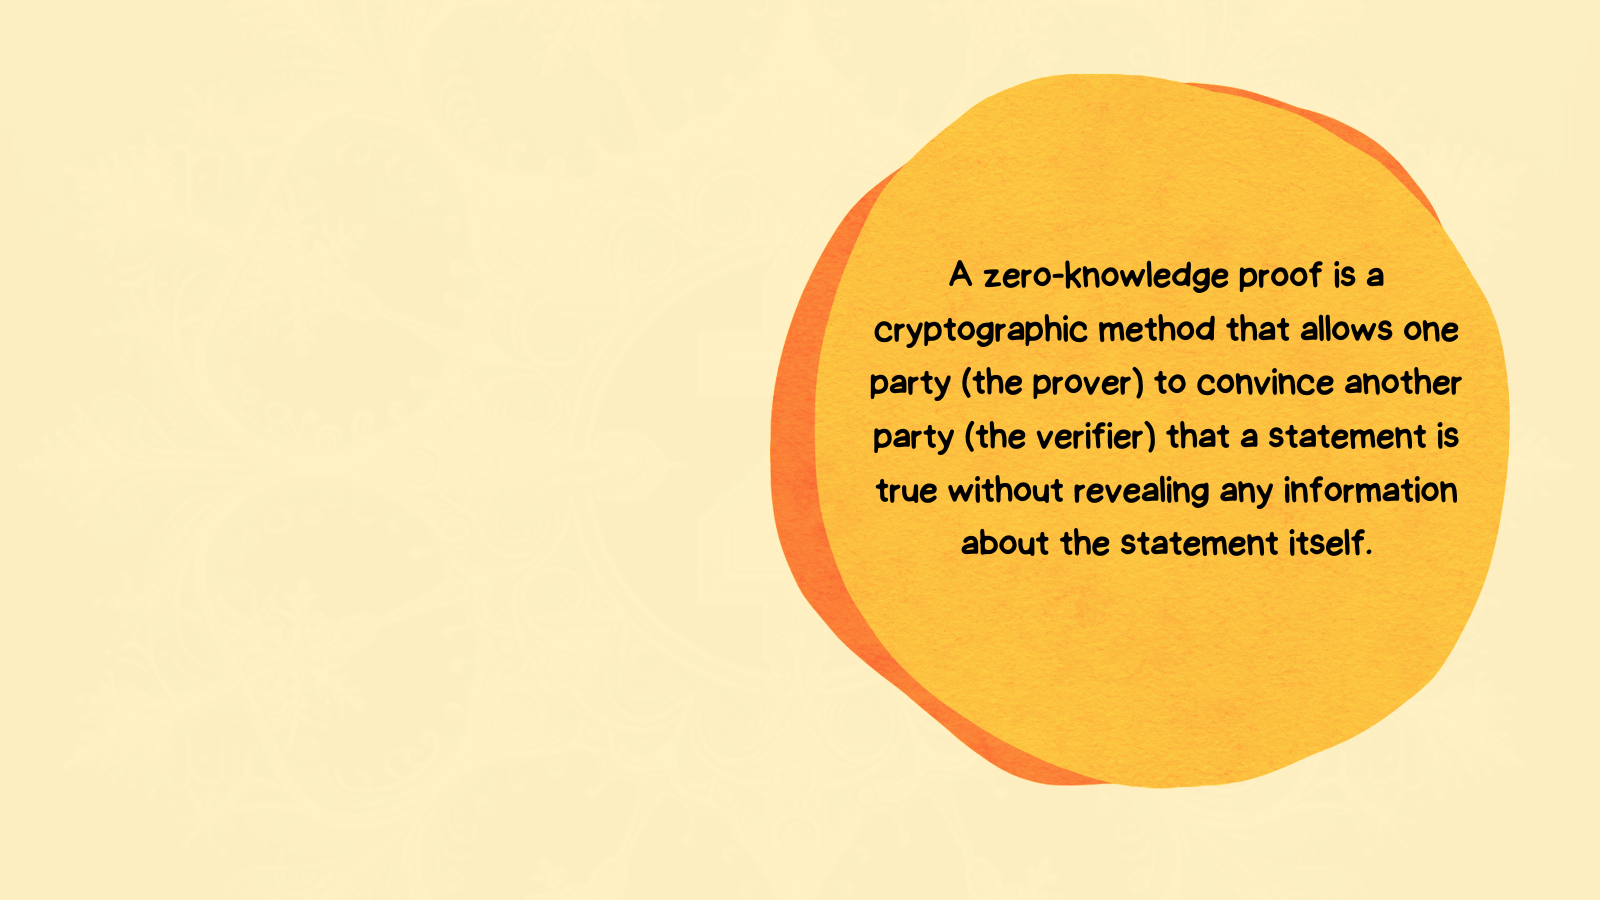 A zero-knowledge proof is a
cryptographic method that allows one
party (the prover) to convince another
party (the verifier) that a statement is
true without revealing any information
about the statement itself.